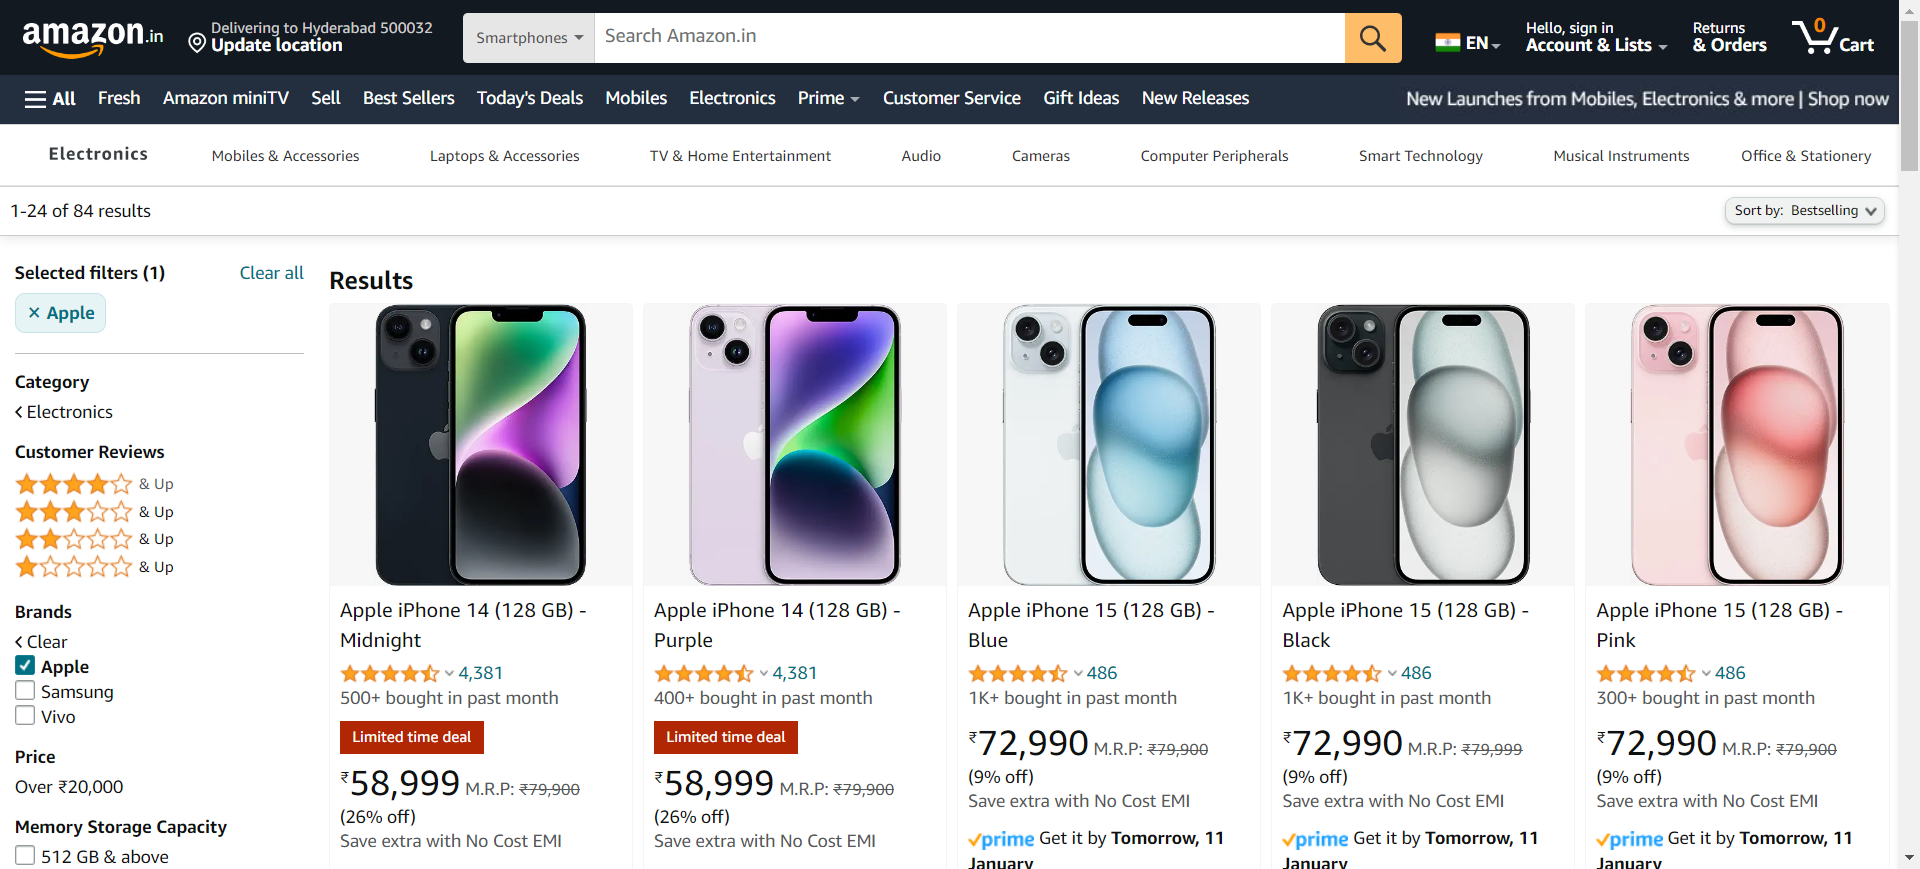 amazon.in
Delivering to Hyderabad 500032
Update location
Smartphones
Search Amazon.in
EN
Hello, sign in
Account & Lists
Returns
& Orders
0
Cart
All
Fresh
Amazon miniTV
Sell
Best Sellers
Today's Deals
Mobiles
Electronics
Prime
Customer Service
Gift Ideas
New Releases
New Launches from Mobiles, Electronics & more | Shop now
Electronics
Mobiles & Accessories
Laptops & Accessories
TV & Home Entertainment
Audio
Cameras
Computer Peripherals
Smart Technology
Musical Instruments
Office & Stationery
1-24 of 84 results
Sort by: Bestselling
Selected filters (1)
Clear all
✕ Apple
Category
Electronics
Customer Reviews
& Up
& Up
& Up
& Up
Brands
Clear
Apple
Samsung
Vivo
Price
Over ₹20,000
Memory Storage Capacity
512 GB & above
Results
Apple iPhone 14 (128 GB) -
Midnight
4,381
500+ bought in past month
Limited time deal
₹58,999 M.R.P: ₹79,900
(26% off)
Save extra with No Cost EMI
Apple iPhone 14 (128 GB) -
Purple
4,381
400+ bought in past month
Limited time deal
₹58,999 M.R.P: ₹79,900
(26% off)
Save extra with No Cost EMI
Apple iPhone 15 (128 GB) -
Blue
486
1K+ bought in past month
₹72,990 M.R.P: ₹79,900
(9% off)
Save extra with No Cost EMI
prime Get it by Tomorrow, 11
January
Apple iPhone 15 (128 GB) -
Black
486
1K+ bought in past month
₹72,990 M.R.P: ₹79,999
(9% off)
Save extra with No Cost EMI
prime Get it by Tomorrow, 11
January
Apple iPhone 15 (128 GB) -
Pink
486
300+ bought in past month
₹72,990 M.R.P: ₹79,900
(9% off)
Save extra with No Cost EMI
prime Get it by Tomorrow, 11
January